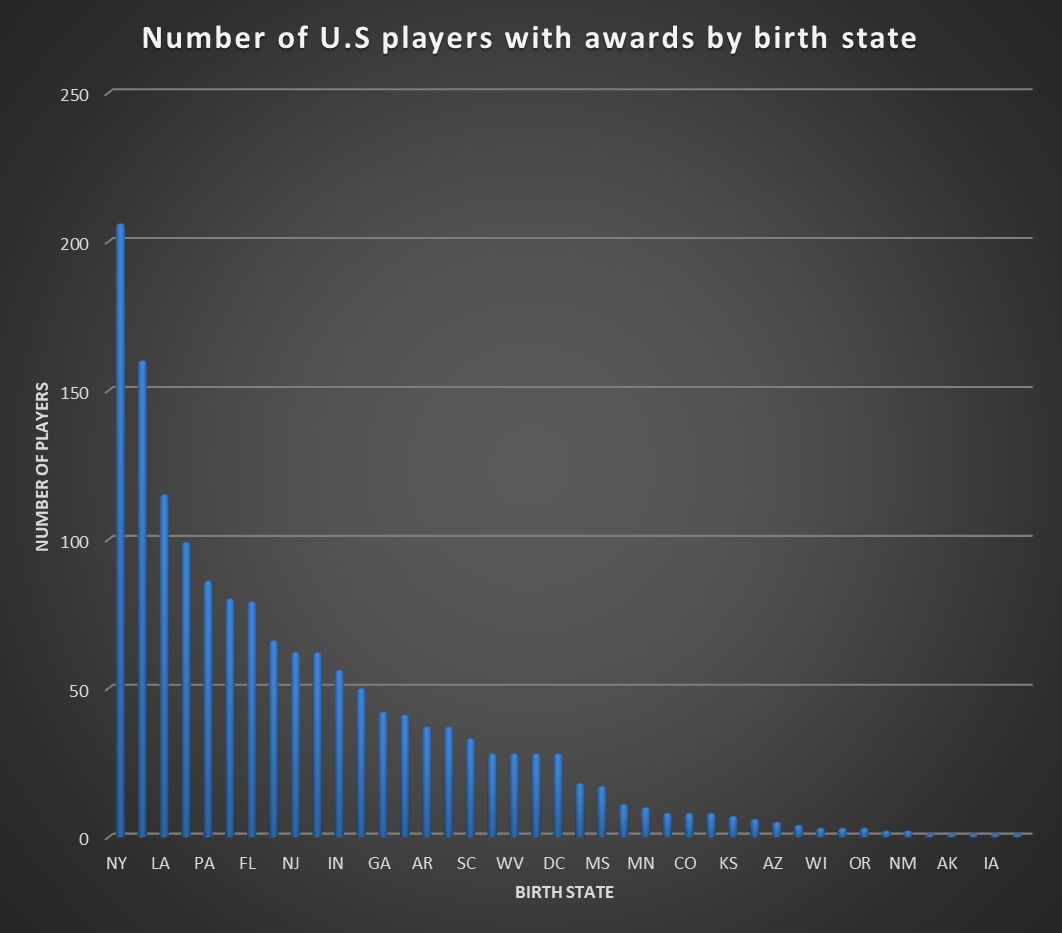 Number of U.S players with awards by birth state
250
200
150
100
50
0
NUMBER OF PLAYERS
NY LA PA FL NJ IN GA AR SC WV DC MS MN CO KS AZ WI OR NM AK IA
BIRTH STATE